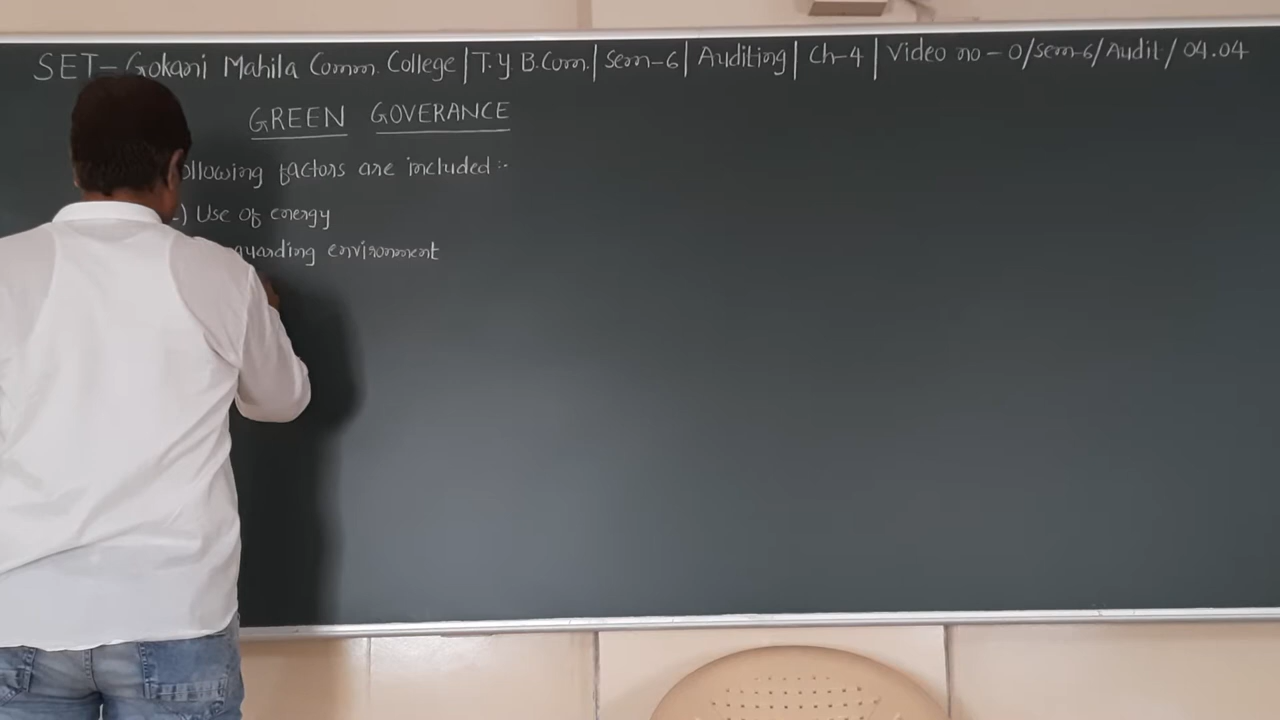 SET- Gokani Mahila Comm. College | T.Y B.Com. | Sem-6 | Auditing | Ch-4 | Video no - 0/sem-6/Audit/04.04
GREEN GOVERANCE
ollowing factors are included :-
) Use of energy
guarding environment